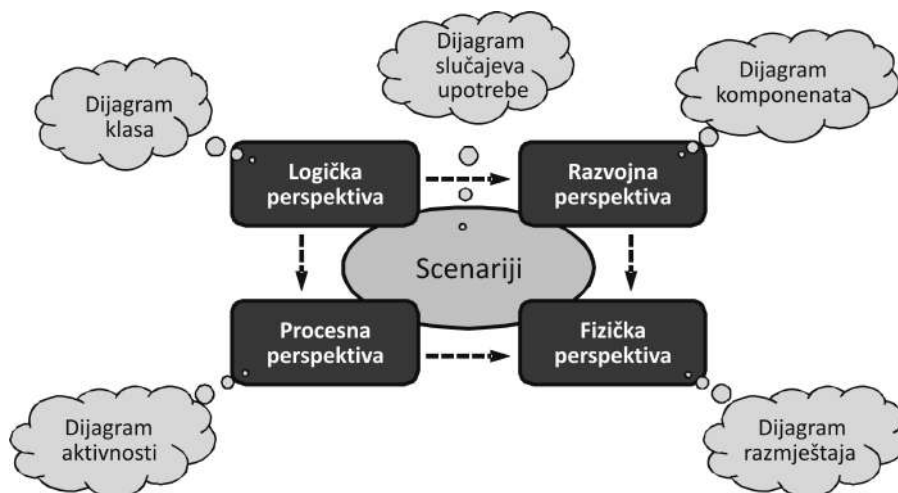 Dijagram
klasa
Dijagram
slučajeva
upotrebe
Dijagram
komponenata
Logička
perspektiva
Razvojna
perspektiva
Scenariji
Procesna
perspektiva
Fizička
perspektiva
Dijagram
aktivnosti
Dijagram
razmještaja